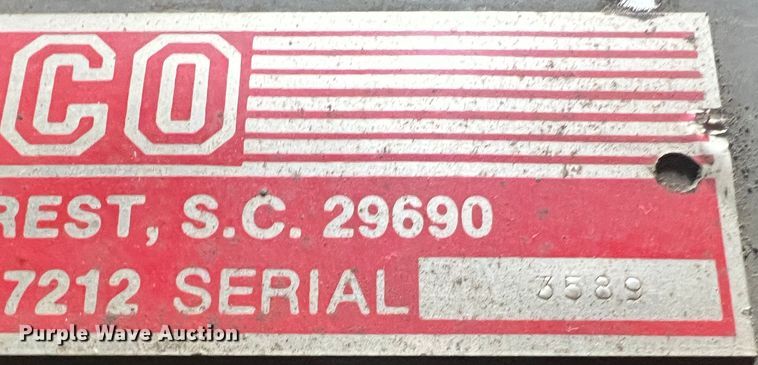 CO
REST, S.C. 29690
7212 SERIAL 3589
Purple Wave Auction